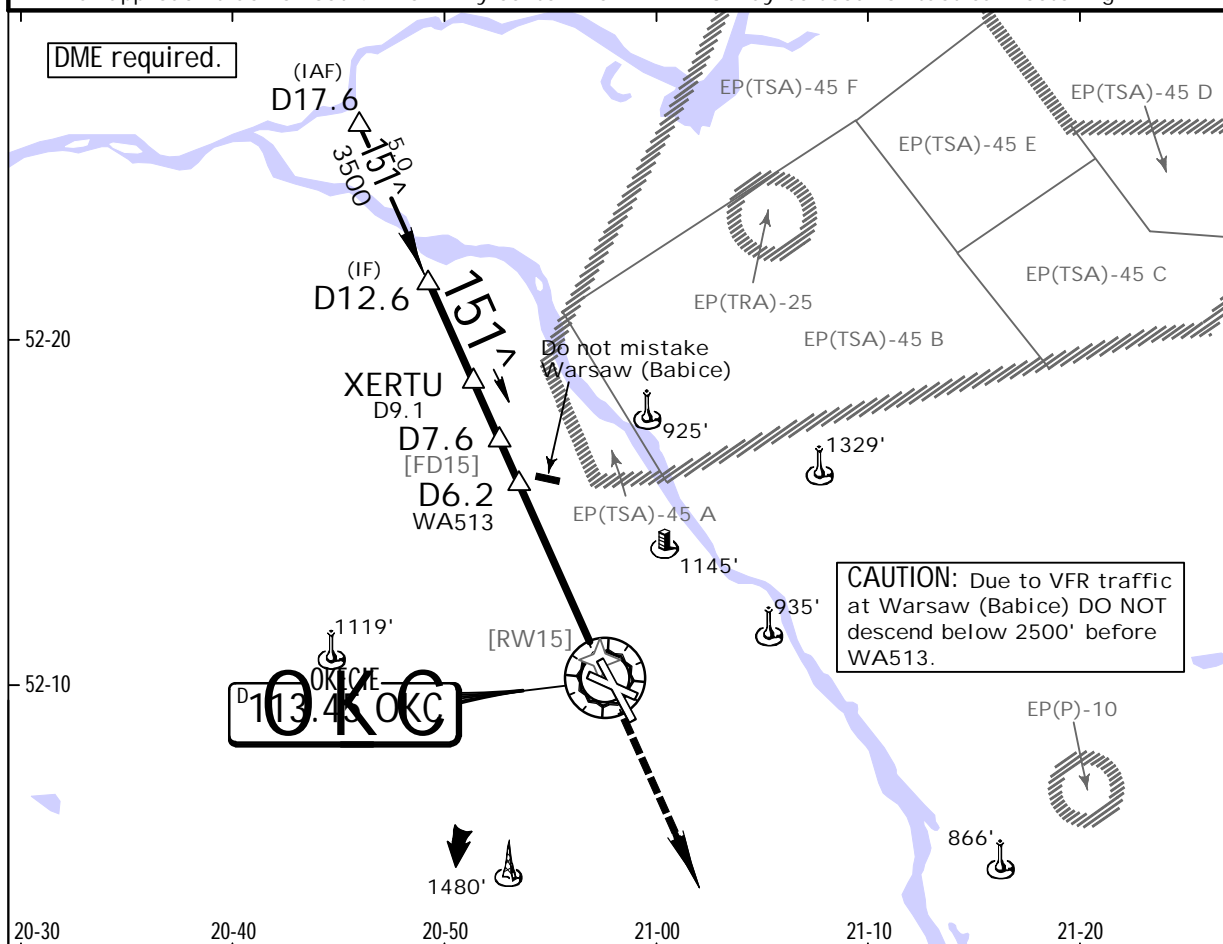 DME required.
(IAF)
D17.6
5.0
151^
3500
(IF)
D12.6
151^
XERTU
D9.1
D7.6
[FD15]
D6.2
WA513
Do not mistake
Warsaw (Babice)
EP(TSA)-45 F
EP(TSA)-45 D
EP(TSA)-45 E
EP(TSA)-45 C
EP(TRA)-25
EP(TSA)-45 B
52-20
925'
1329'
EP(TSA)-45 A
1145'
CAUTION: Due to VFR traffic
at Warsaw (Babice) DO NOT
descend below 2500' before
WA513.
935'
1119'
[RW15]
52-10
OKECIE
D113.45 OKC
OKC
EP(P)-10
866'
1480'
20-30
20-40
20-50
21-00
21-10
21-20